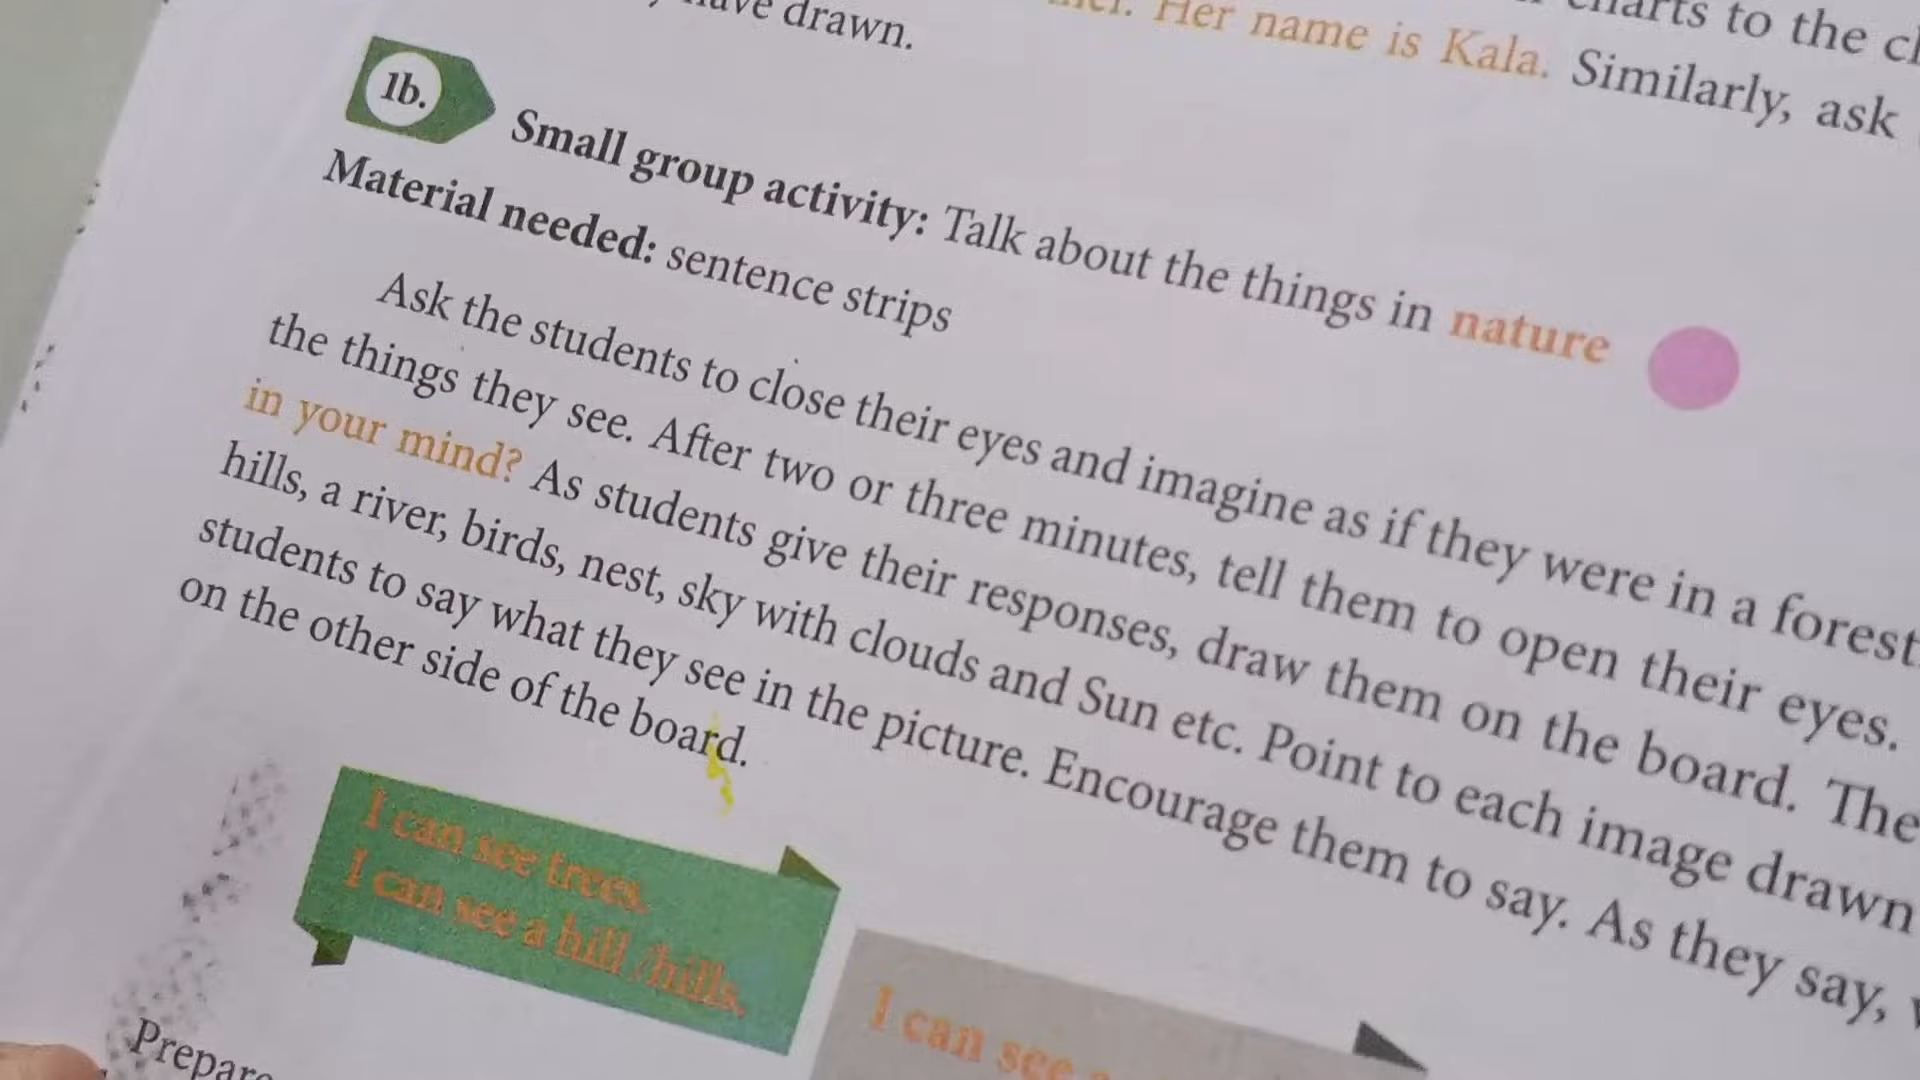 have drawn.
Her name is Kala. Similarly, ask
charts to the
1b.
Small group activity: Talk about the things in nature
Material needed: sentence strips
Ask the students to close their eyes and imagine as if they were in a forest.
the things they see. After two or three minutes, tell them to open their eyes.
in your mind? As students give their responses, draw them on the board. The
hills, a river, birds, nest, sky with clouds and Sun etc. Point to each image drawn
students to say what they see in the picture. Encourage them to say. As they say,
on the other side of the board.
I can see trees.
I can see a hill /hills.
I can see